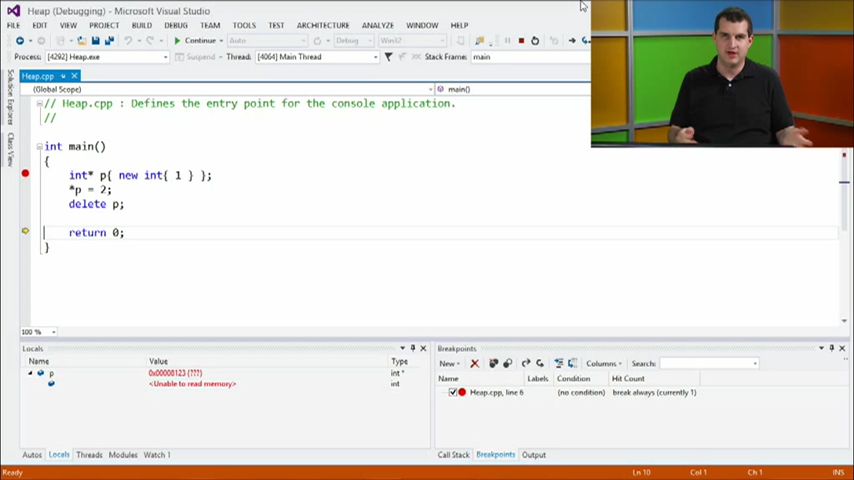 Heap (Debugging) - Microsoft Visual Studio
FILE EDIT VIEW PROJECT BUILD DEBUG TEAM TOOLS TEST ARCHITECTURE ANALYZE WINDOW HELP
Continue Auto Debug Win32
Process: [4292] Heap.exe Suspend Thread: [4064] Main Thread Stack Frame: main
Solution Explorer
Class View
Heap.cpp
(Global Scope) main()
// Heap.cpp : Defines the entry point for the console application.
//
int main()
{
int* p{ new int{ 1 } };
*p = 2;
delete p;
return 0;
}
100 %
Locals
Name Value Type
p 0x00008123 {???} int *
<Unable to read memory> int
Autos Locals Threads Modules Watch 1
Breakpoints
New Columns Search:
Name Labels Condition Hit Count
Heap.cpp, line 6 (no condition) break always (currently 1)
Call Stack Breakpoints Output
Ready Ln 10 Col 1 Ch 1 INS